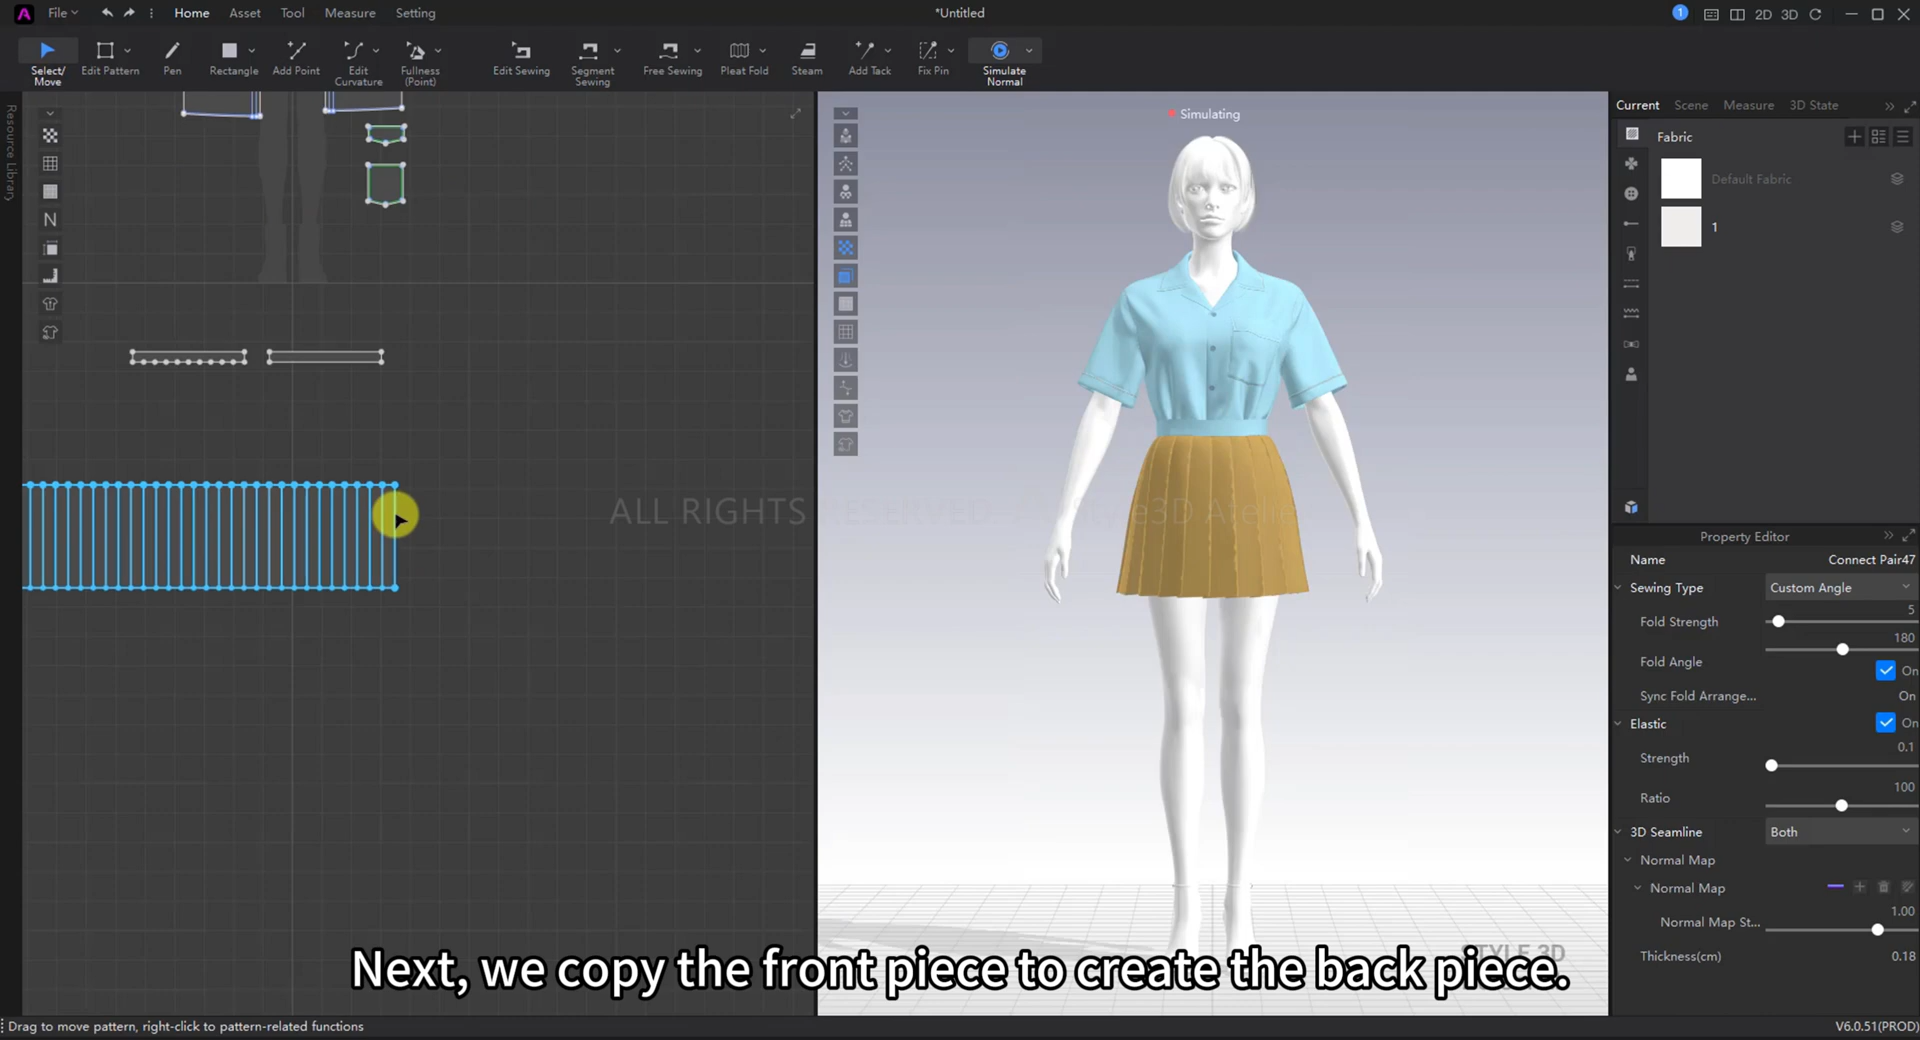 File
Home
Asset
Tool
Measure
Setting
*Untitled
1
2D
3D
Select/
Move
Edit Pattern
Pen
Rectangle
Add Point
Edit
Curvature
Fullness
(Point)
Edit Sewing
Segment
Sewing
Free Sewing
Pleat Fold
Steam
Add Tack
Fix Pin
Simulate
Normal
Resource Library
N
Simulating
Current
Scene
Measure
3D State
Fabric
Default Fabric
1
ALL RIGHTS RESERVED. Style3D Atelier
Property Editor
Name
Connect Pair47
Sewing Type
Custom Angle
Fold Strength
5
Fold Angle
180
On
Sync Fold Arrange...
On
Elastic
On
Strength
0.1
Ratio
100
3D Seamline
Both
Normal Map
Normal Map
Normal Map St...
1.00
Thickness(cm)
0.18
STYLE 3D
Next, we copy the front piece to create the back piece.
Drag to move pattern, right-click to pattern-related functions
V6.0.51(PROD)